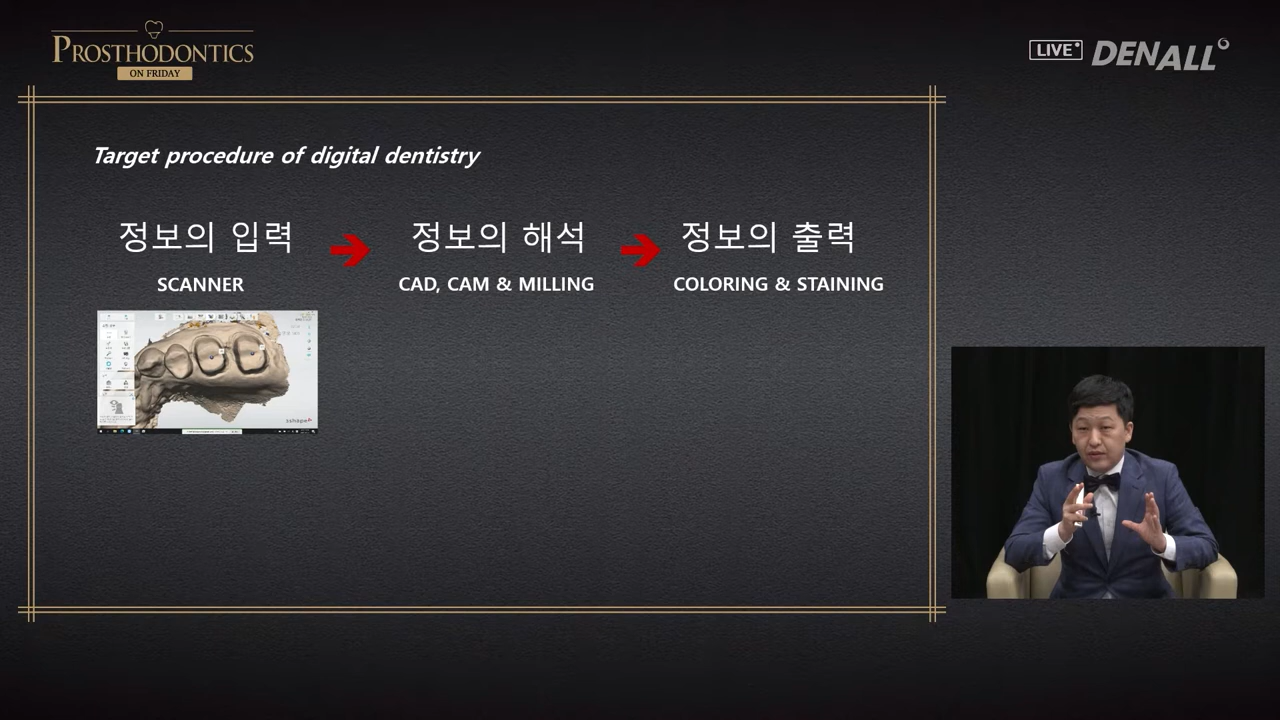 PROSTHODONTICS
ON FRIDAY
LIVE
DENALL
Target procedure of digital dentistry
정보의 입력
정보의 해석
정보의 출력
SCANNER
CAD, CAM & MILLING
COLORING & STAINING
3shape